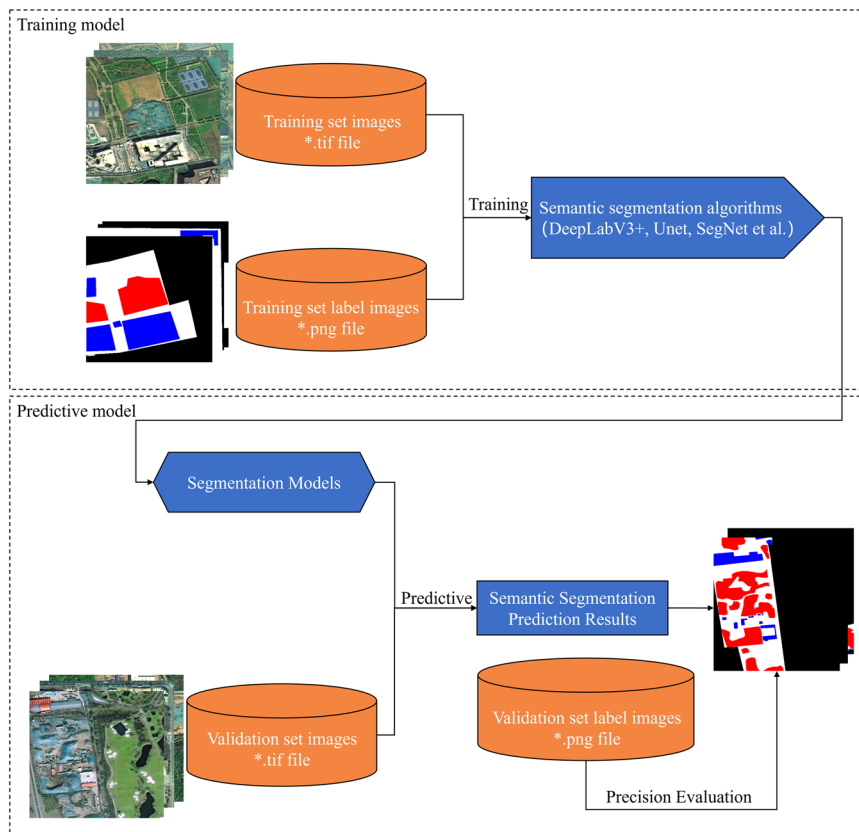 Training model
Training set images
*.tif file
Training
Semantic segmentation algorithms
(DeepLabV3+, Unet, SegNet et al.)
Training set label images
*.png file
Predictive model
Segmentation Models
Predictive
Semantic Segmentation
Prediction Results
Validation set images
*.tif file
Validation set label images
*.png file
Precision Evaluation